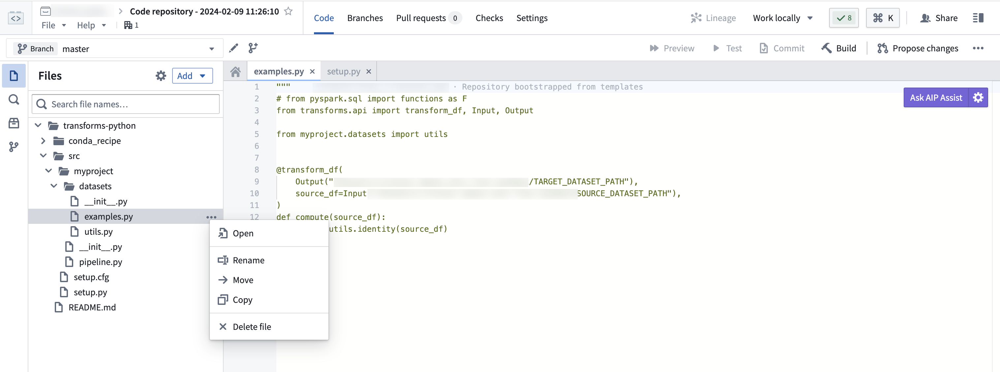 Code repository - 2024-02-09 11:26:10
File Help 1
Code Branches Pull requests 0 Checks Settings
Lineage Work locally 8 ⌘ K Share
Branch master
Preview Test Commit Build Propose changes
Files
Add
Search file names…
transforms-python
conda_recipe
src
myproject
datasets
__init__.py
examples.py
utils.py
__init__.py
pipeline.py
setup.cfg
setup.py
README.md
Open
Rename
Move
Copy
Delete file
examples.py setup.py
1 """ · Repository bootstrapped from templates
2 # from pyspark.sql import functions as F
3 from transforms.api import transform_df, Input, Output
4
5 from myproject.datasets import utils
6
7
8 @transform_df(
9 Output(" /TARGET_DATASET_PATH"),
10 source_df=Input SOURCE_DATASET_PATH"),
11 )
12 def compute(source_df):
utils.identity(source_df)
Ask AIP Assist